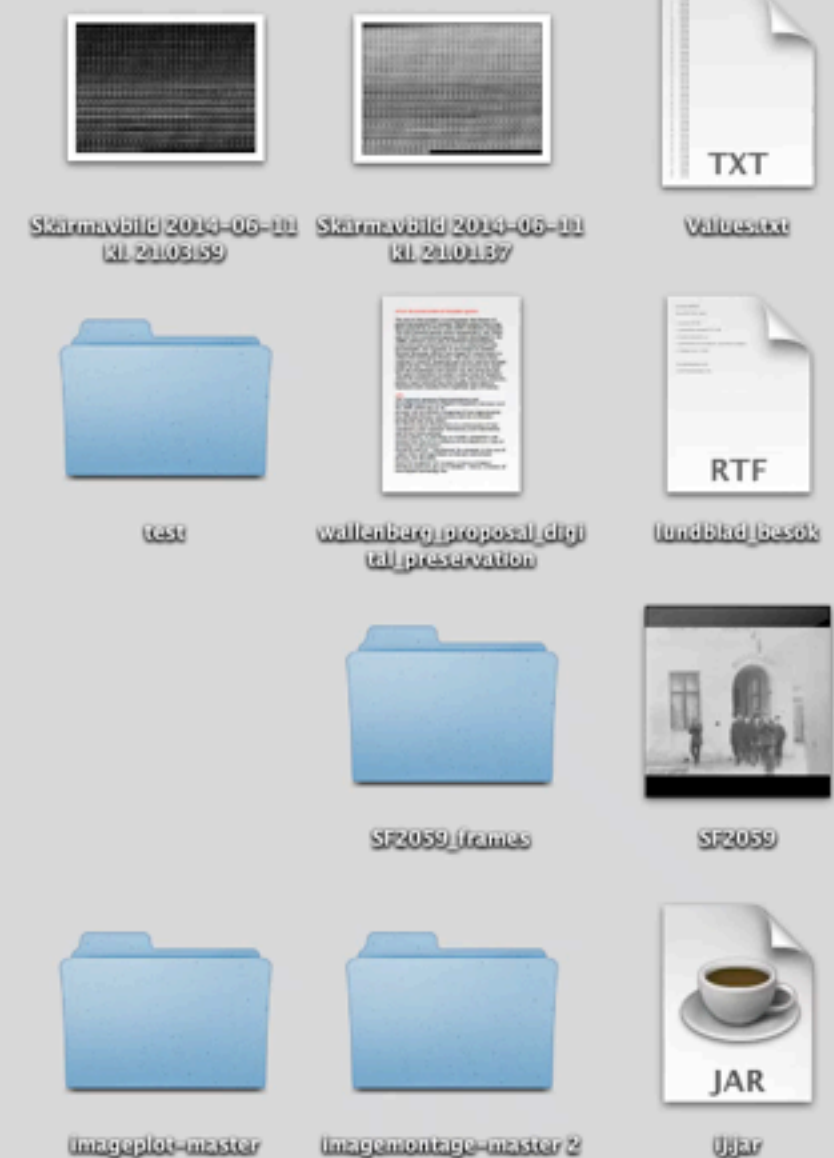 Skärmavbild 2014-06-11
kl. 21.03.59
Skärmavbild 2014-06-11
kl. 21.01.37
TXT
Values.txt
test
wallenberg_proposal_digi
tal_preservation
RTF
lundblad_besök
SF2059_frames
SF2059
imageplot-master
imagemontage-master 2
JAR
ij.jar